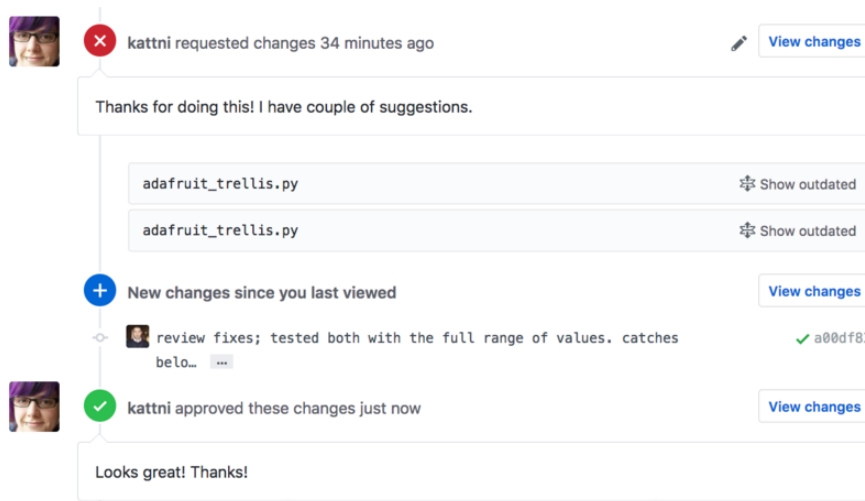 kattni requested changes 34 minutes ago View changes
Thanks for doing this! I have couple of suggestions.
adafruit_trellis.py Show outdated
adafruit_trellis.py Show outdated
New changes since you last viewed View changes
review fixes; tested both with the full range of values. catches a00df8
belo… …
kattni approved these changes just now View changes
Looks great! Thanks!